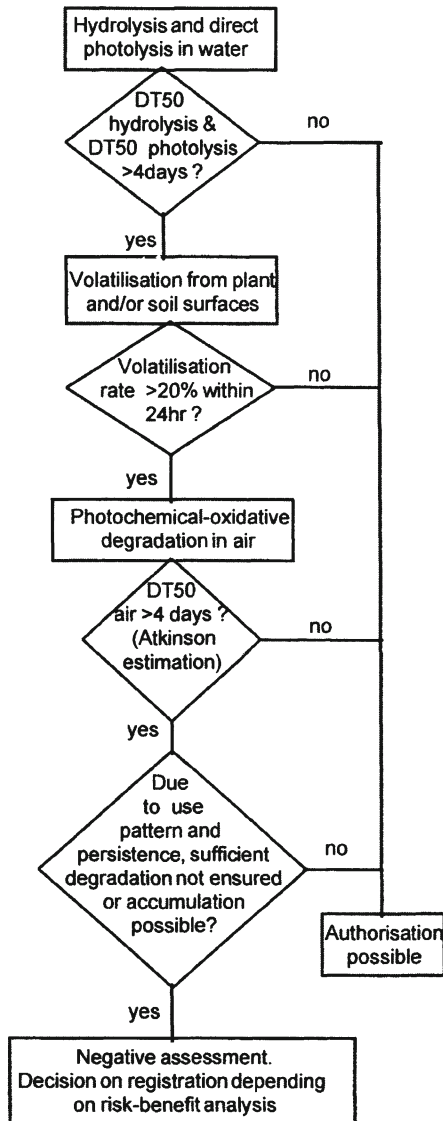 Hydrolysis and direct
photolysis in water
DT50
hydrolysis &
DT50 photolysis
>4days ?
no
yes
Volatilisation from plant
and/or soil surfaces
Volatilisation
rate >20% within
24hr ?
no
yes
Photochemical-oxidative
degradation in air
DT50
air >4 days ?
(Atkinson
estimation)
no
yes
Due
to use
pattern and
persistence, sufficient
degradation not ensured
or accumulation
possible?
no
Authorisation
possible
yes
Negative assessment.
Decision on registration depending
on risk-benefit analysis